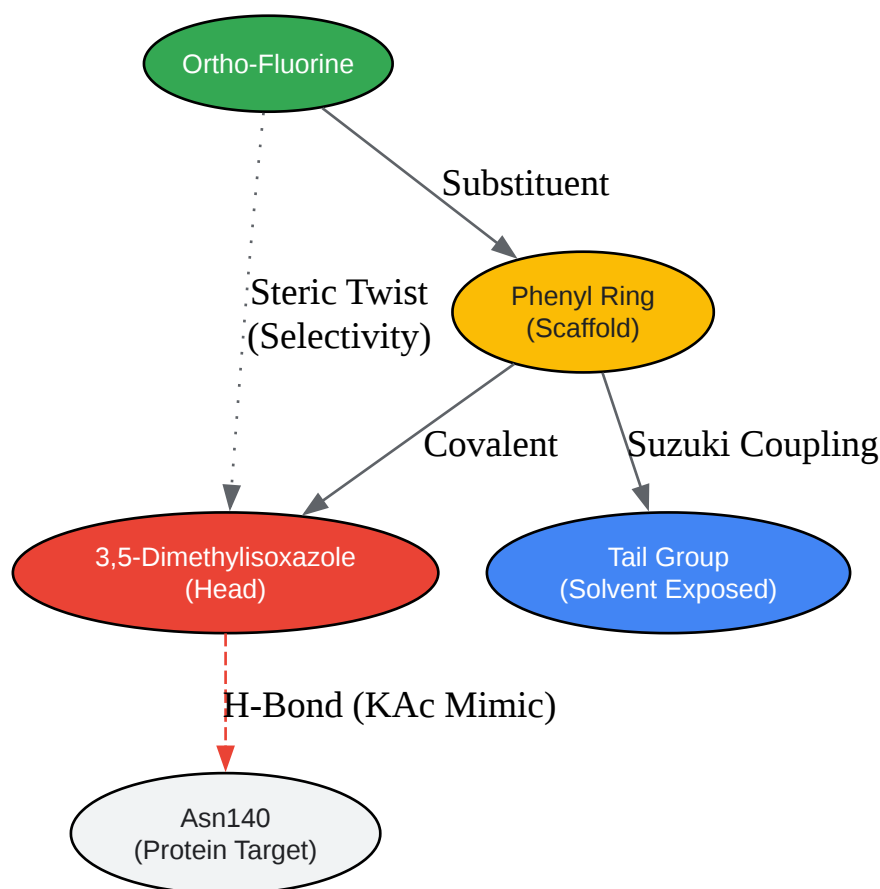 Ortho-Fluorine
Substituent
Steric Twist
(Selectivity)
Phenyl Ring
(Scaffold)
Covalent
Suzuki Coupling
3,5-Dimethylisoxazole
(Head)
Tail Group
(Solvent Exposed)
H-Bond (KAc Mimic)
Asn140
(Protein Target)